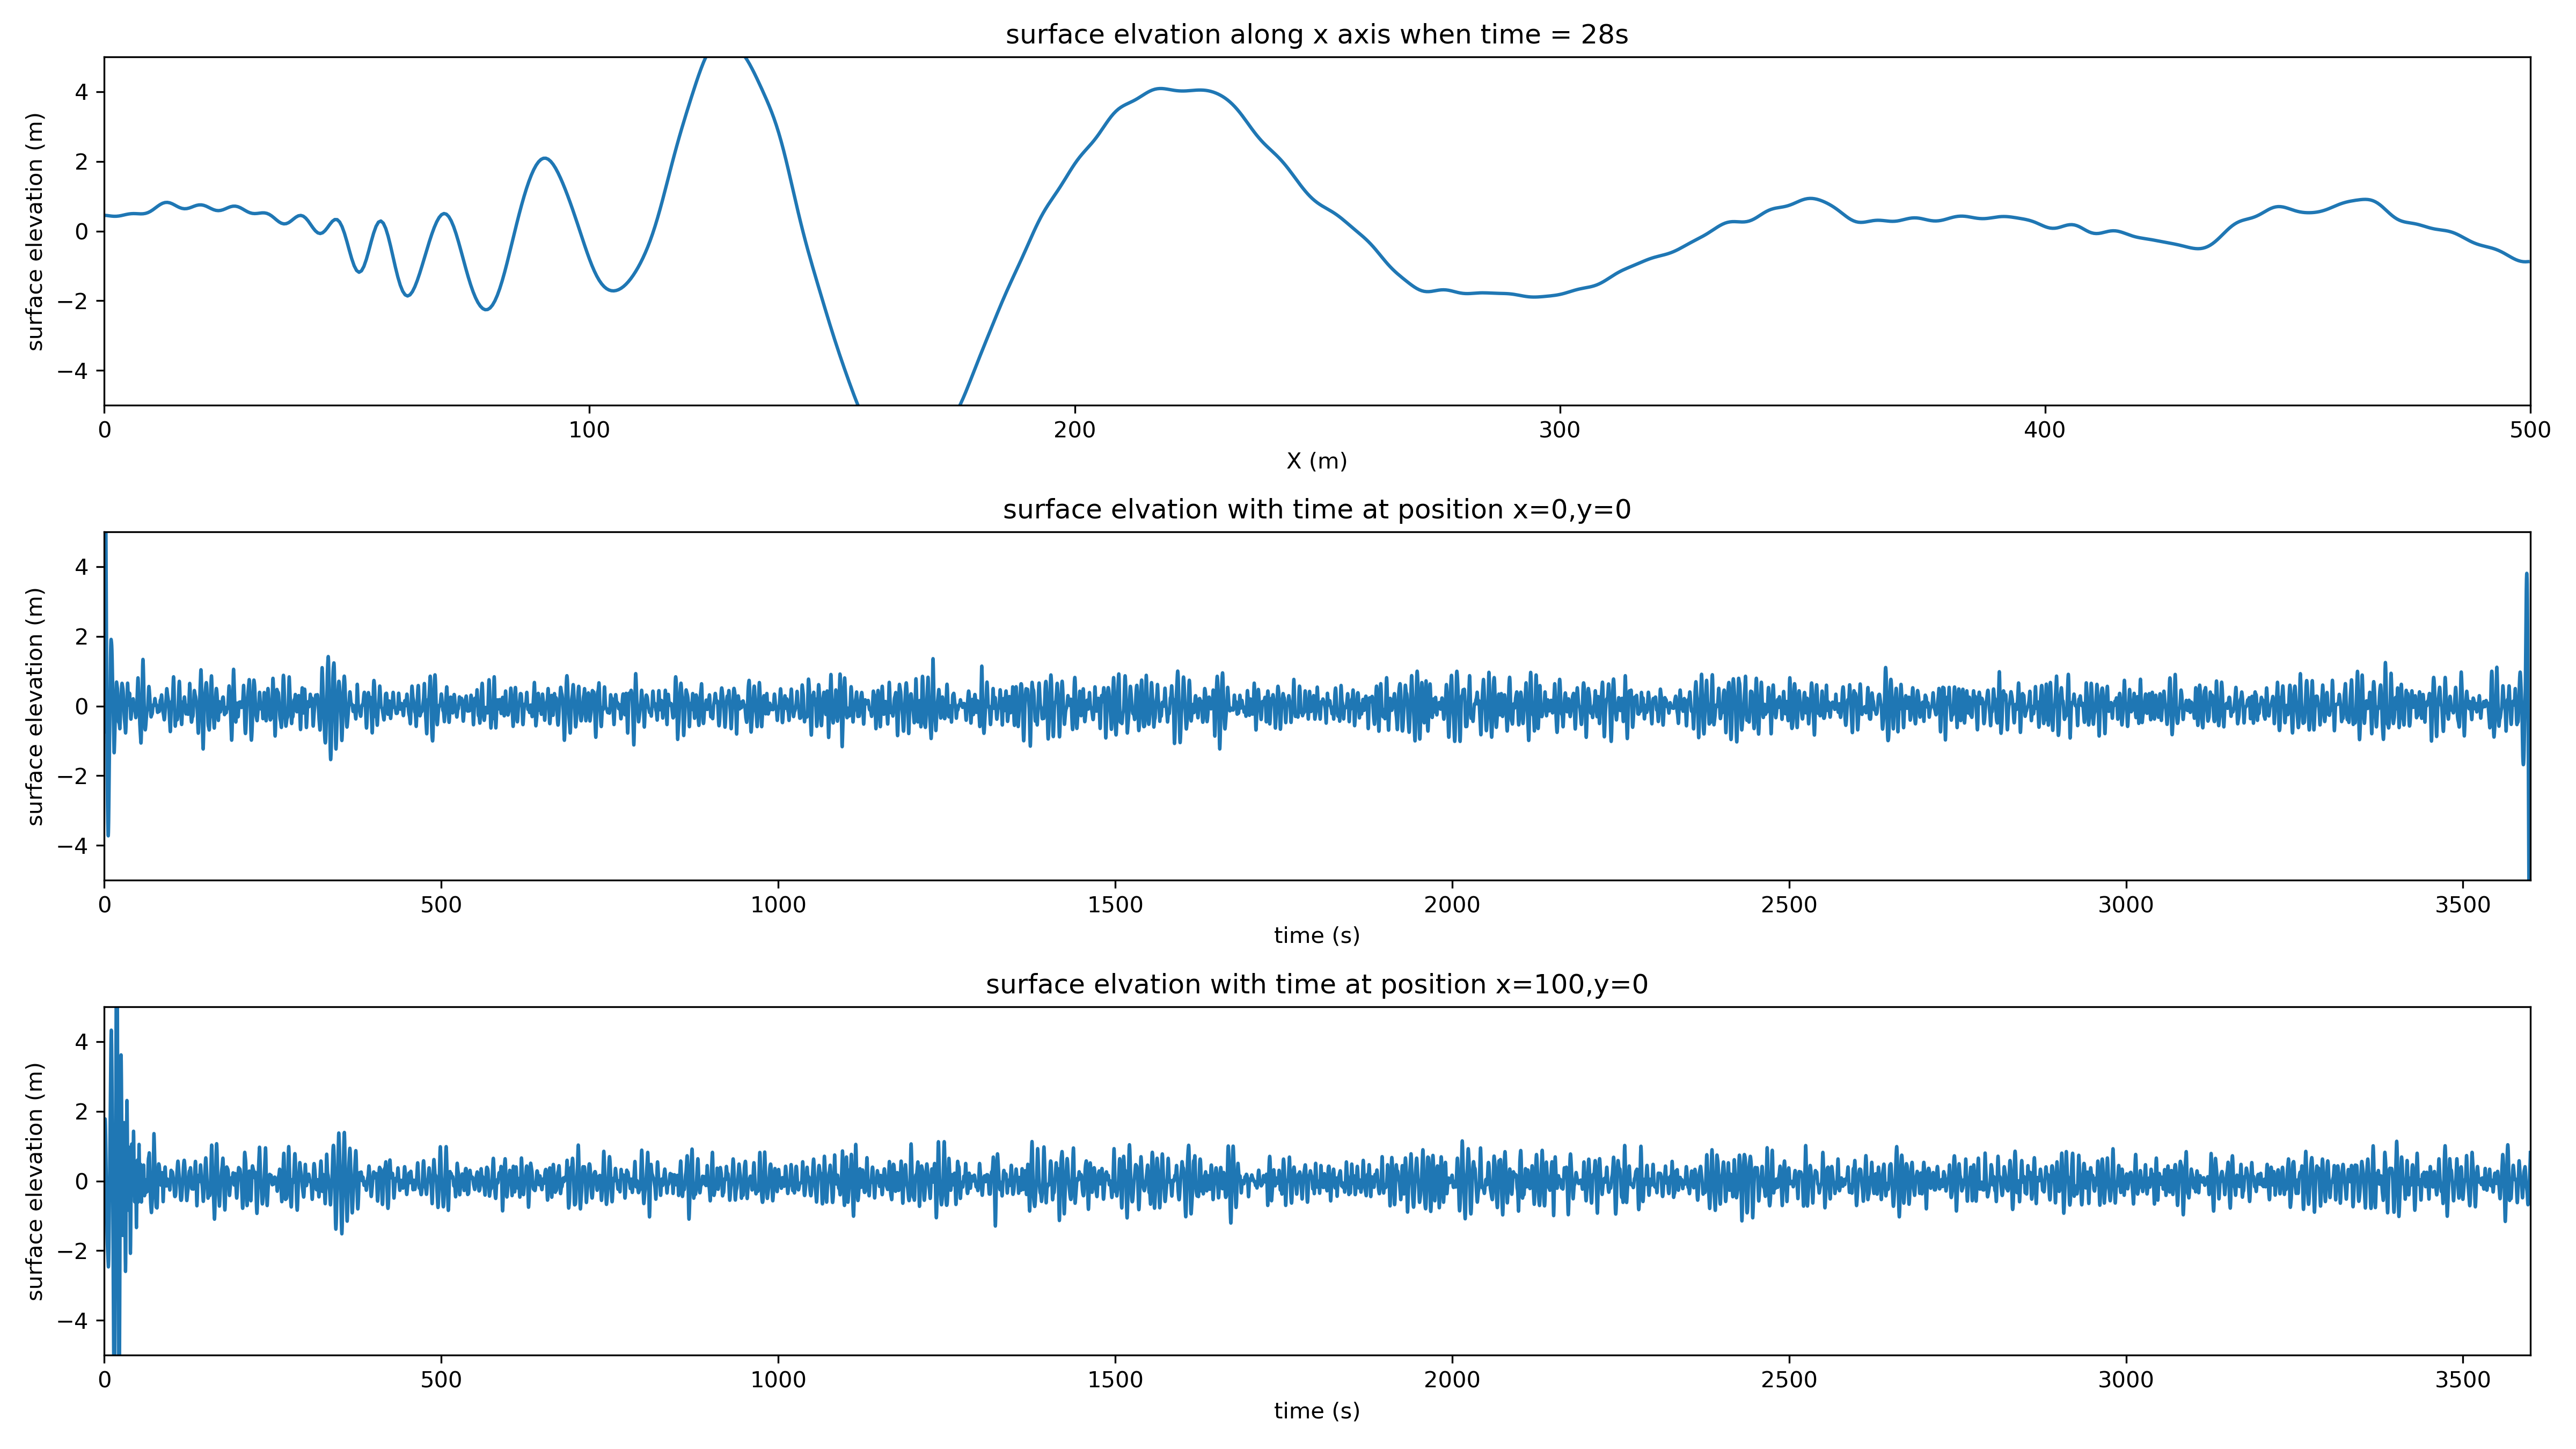 surface elvation along x axis when time = 28s
surface elevation (m)
4
2
0
−2
−4
0 100 200 300 400 500
X (m)
surface elvation with time at position x=0,y=0
surface elevation (m)
4
2
0
−2
−4
0 500 1000 1500 2000 2500 3000 3500
time (s)
surface elvation with time at position x=100,y=0
surface elevation (m)
4
2
0
−2
−4
0 500 1000 1500 2000 2500 3000 3500
time (s)